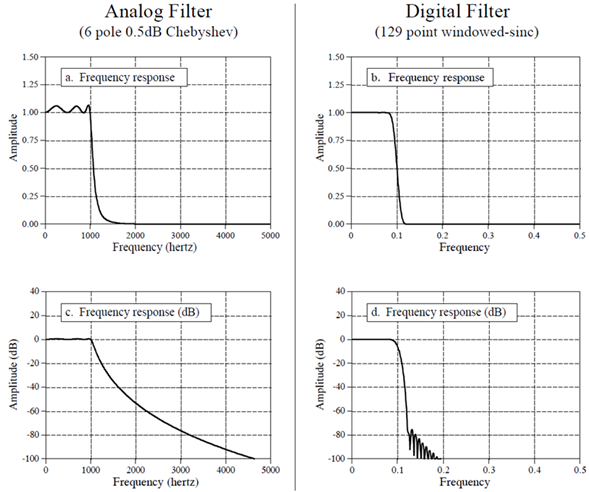 Analog Filter
(6 pole 0.5dB Chebyshev)
Digital Filter
(129 point windowed-sinc)
a. Frequency response
Amplitude
1.50
1.25
1.00
0.75
0.50
0.25
0.00
0 1000 2000 3000 4000 5000
Frequency (hertz)
b. Frequency response
Amplitude
1.50
1.25
1.00
0.75
0.50
0.25
0.00
0 0.1 0.2 0.3 0.4 0.5
Frequency
c. Frequency response (dB)
Amplitude (dB)
40
20
0
-20
-40
-60
-80
-100
0 1000 2000 3000 4000 5000
Frequency (hertz)
d. Frequency response (dB)
Amplitude (dB)
40
20
0
-20
-40
-60
-80
-100
0 0.1 0.2 0.3 0.4 0.5
Frequency